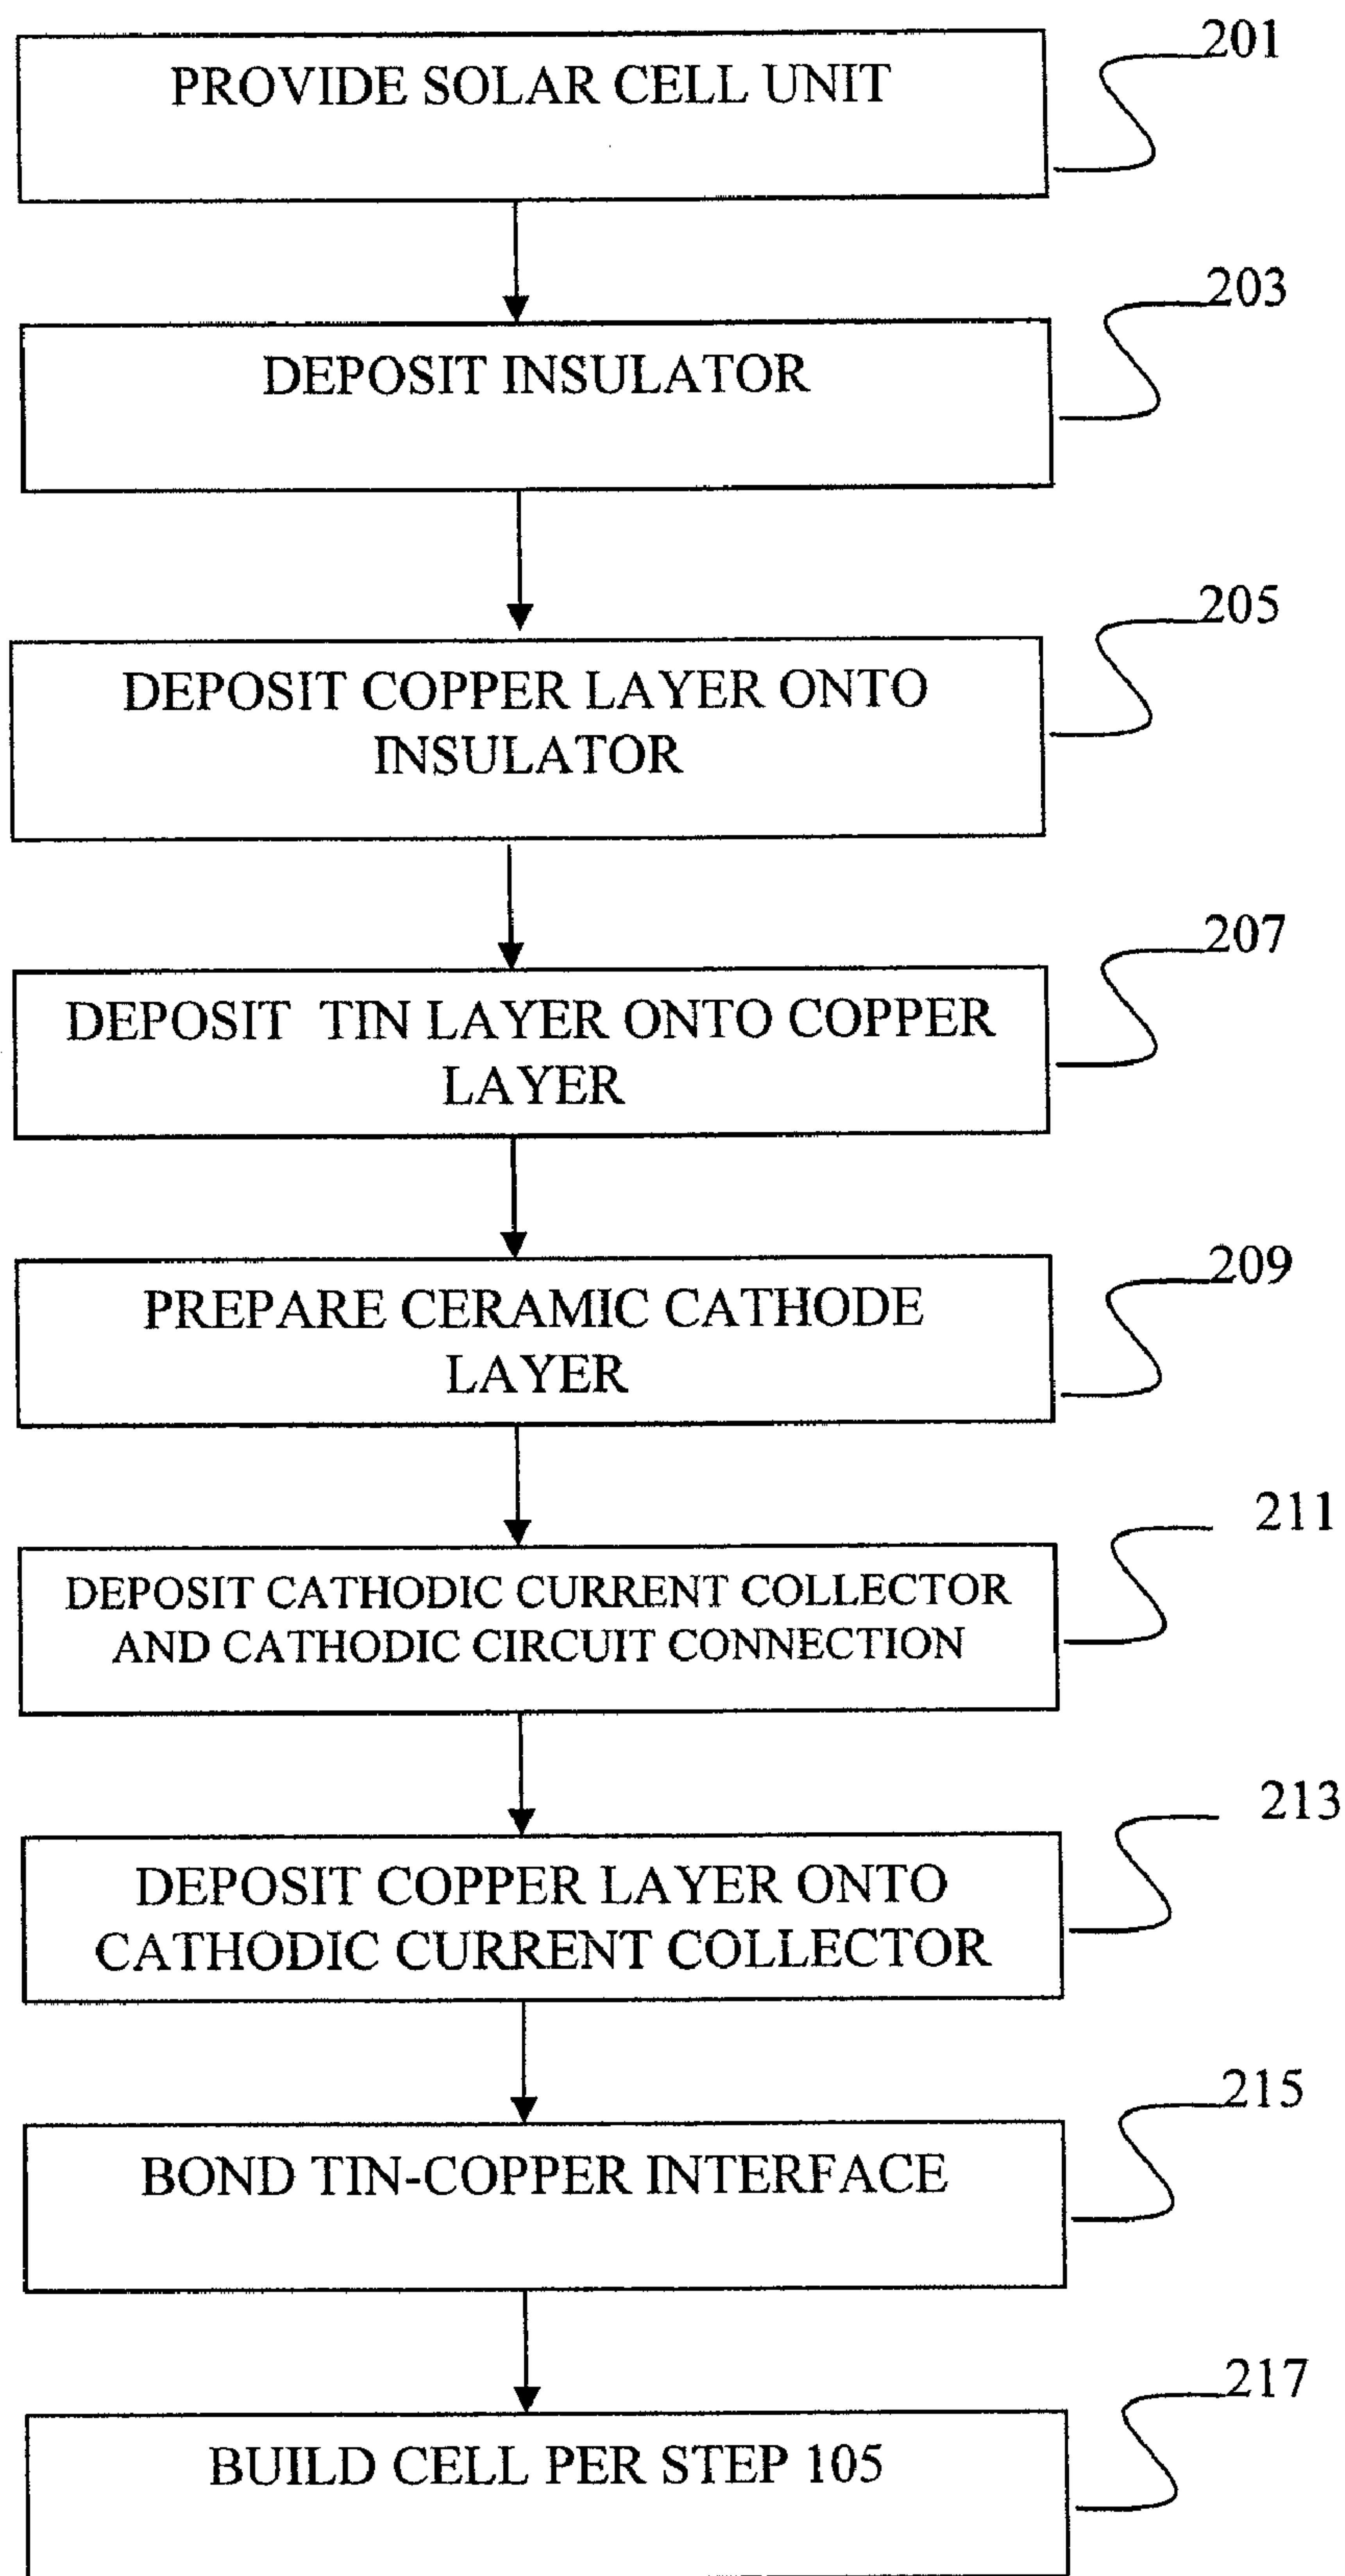 PROVIDE SOLAR CELL UNIT
201
DEPOSIT INSULATOR
203
DEPOSIT COPPER LAYER ONTO
INSULATOR
205
DEPOSIT TIN LAYER ONTO COPPER
LAYER
207
PREPARE CERAMIC CATHODE
LAYER
209
DEPOSIT CATHODIC CURRENT COLLECTOR
AND CATHODIC CIRCUIT CONNECTION
211
DEPOSIT COPPER LAYER ONTO
CATHODIC CURRENT COLLECTOR
213
BOND TIN-COPPER INTERFACE
215
BUILD CELL PER STEP 105
217